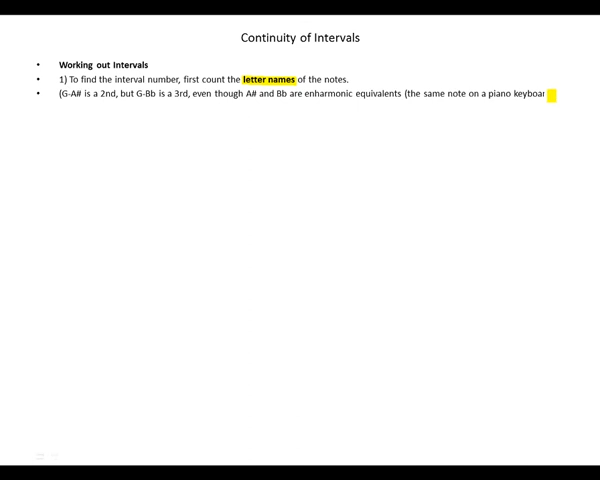 Continuity of Intervals
• Working out Intervals
• 1) To find the interval number, first count the letter names of the notes.
• (G-A# is a 2nd, but G-Bb is a 3rd, even though A# and Bb are enharmonic equivalents (the same note on a piano keyboar